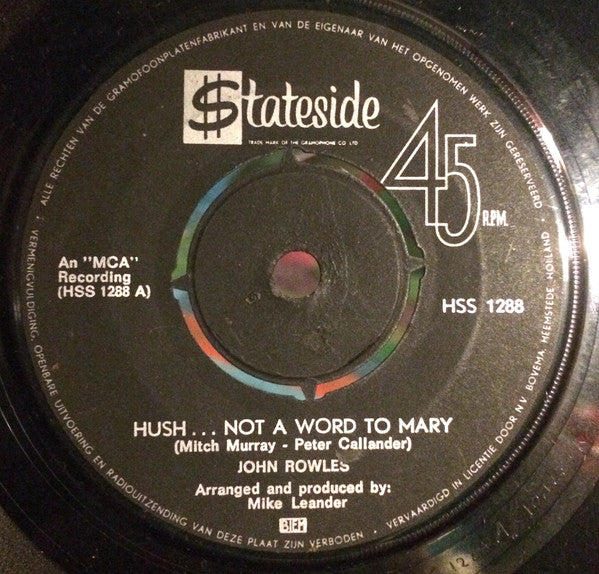 ALLE RECHTEN VAN DE GRAMOFOONPLATENFABRIKANT EN VAN DE EIGENAAR VAN HET OPGENOMEN WERK ZIJN GERESERVEERD
$tateside
TRADE MARK OF THE GRAMOPHONE CO LTD
45 R.P.M.
An "MCA"
Recording
(HSS 1288 A)
HSS 1288
HUSH... NOT A WORD TO MARY
(Mitch Murray - Peter Callander)
JOHN ROWLES
Arranged and produced by:
Mike Leander
BIEM
VERMENIGVULDIGING, OPENBARE UITVOERING EN RADIOUITZENDING VAN DEZE PLAAT ZIJN VERBODEN • VERVAARDIGD IN LICENTIE DOOR N.V. BOVEMA, HEEMSTEDE HOLLAND